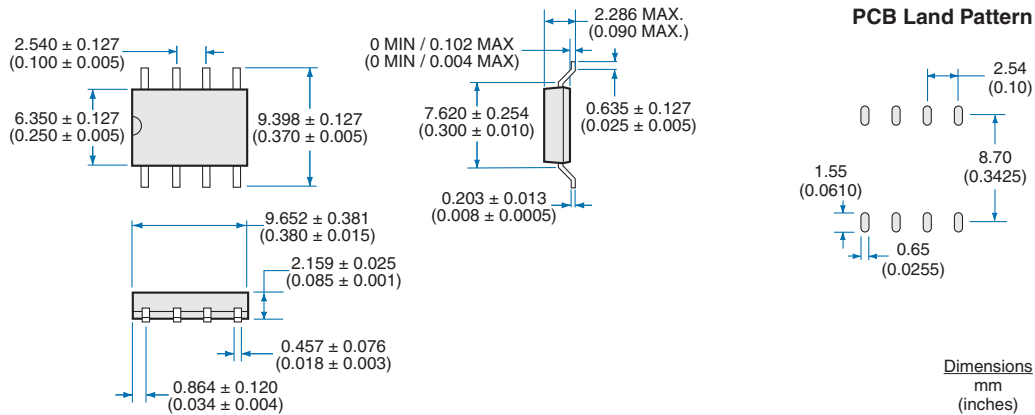 2.540 ± 0.127
(0.100 ± 0.005)
6.350 ± 0.127
(0.250 ± 0.005)
9.398 ± 0.127
(0.370 ± 0.005)
2.286 MAX.
(0.090 MAX.)
0 MIN / 0.102 MAX
(0 MIN / 0.004 MAX)
7.620 ± 0.254
(0.300 ± 0.010)
0.635 ± 0.127
(0.025 ± 0.005)
0.203 ± 0.013
(0.008 ± 0.0005)
9.652 ± 0.381
(0.380 ± 0.015)
2.159 ± 0.025
(0.085 ± 0.001)
0.457 ± 0.076
(0.018 ± 0.003)
0.864 ± 0.120
(0.034 ± 0.004)
PCB Land Pattern
2.54
(0.10)
8.70
(0.3425)
1.55
(0.0610)
0.65
(0.0255)
Dimensions
mm
(inches)